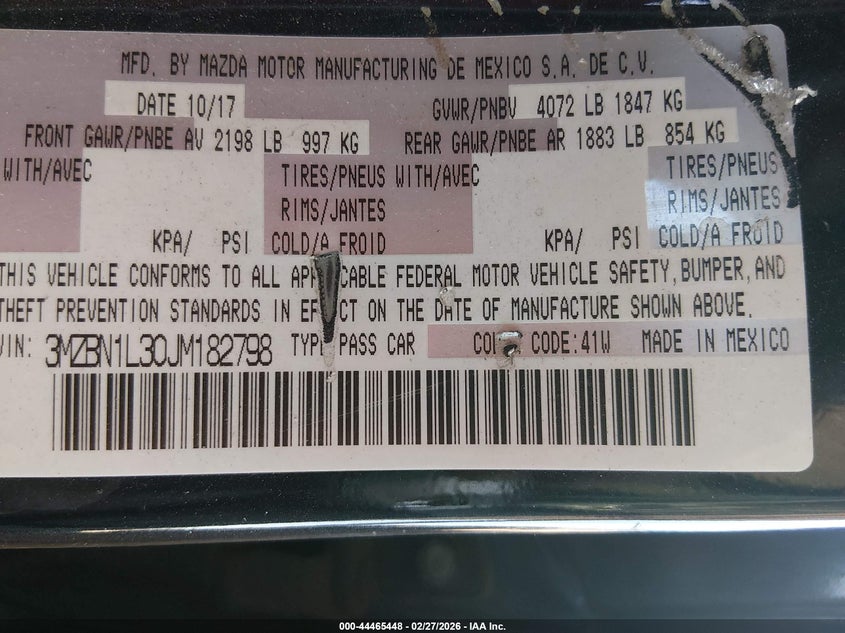 MFD. BY MAZDA MOTOR MANUFACTURING DE MEXICO S.A. DE C.V.
DATE 10/17 GVWR/PNBV 4072 LB 1847 KG
FRONT GAWR/PNBE AV 2198 LB 997 KG REAR GAWR/PNBE AR 1883 LB 854 KG
WITH/AVEC TIRES/PNEUS WITH/AVEC TIRES/PNEUS
RIMS/JANTES RIMS/JANTES
KPA/ PSI COLD/A FROID KPA/ PSI COLD/A FROID
THIS VEHICLE CONFORMS TO ALL APPLICABLE FEDERAL MOTOR VEHICLE SAFETY, BUMPER, AND
THEFT PREVENTION STANDARDS IN EFFECT ON THE DATE OF MANUFACTURE SHOWN ABOVE.
VIN: 3MZBN1L30JM182798 TYPE PASS CAR COLOR CODE:41W MADE IN MEXICO
000-44465448 - 02/27/2026 - IAA Inc.